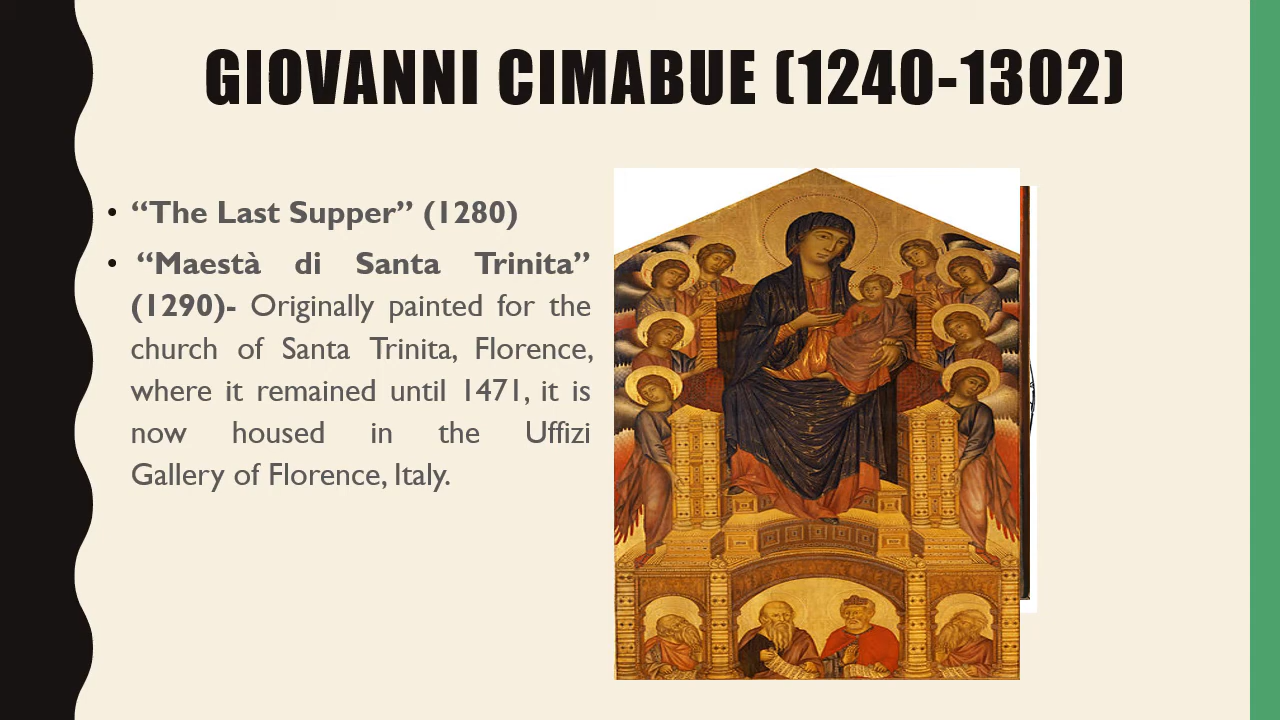 GIOVANNI CIMABUE (1240-1302)
• “The Last Supper” (1280)
• “Maestà di Santa Trinita”
(1290)- Originally painted for the
church of Santa Trinita, Florence,
where it remained until 1471, it is
now housed in the Uffizi
Gallery of Florence, Italy.